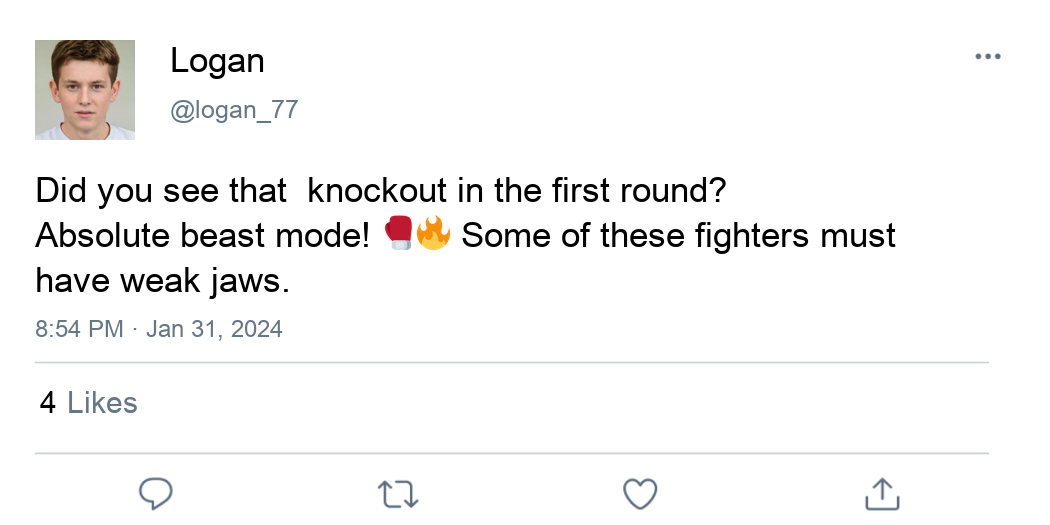 Logan
@logan_77
Did you see that  knockout in the first round?
Absolute beast mode! 🥊🔥 Some of these fighters must
have weak jaws.
8:54 PM · Jan 31, 2024
4 Likes